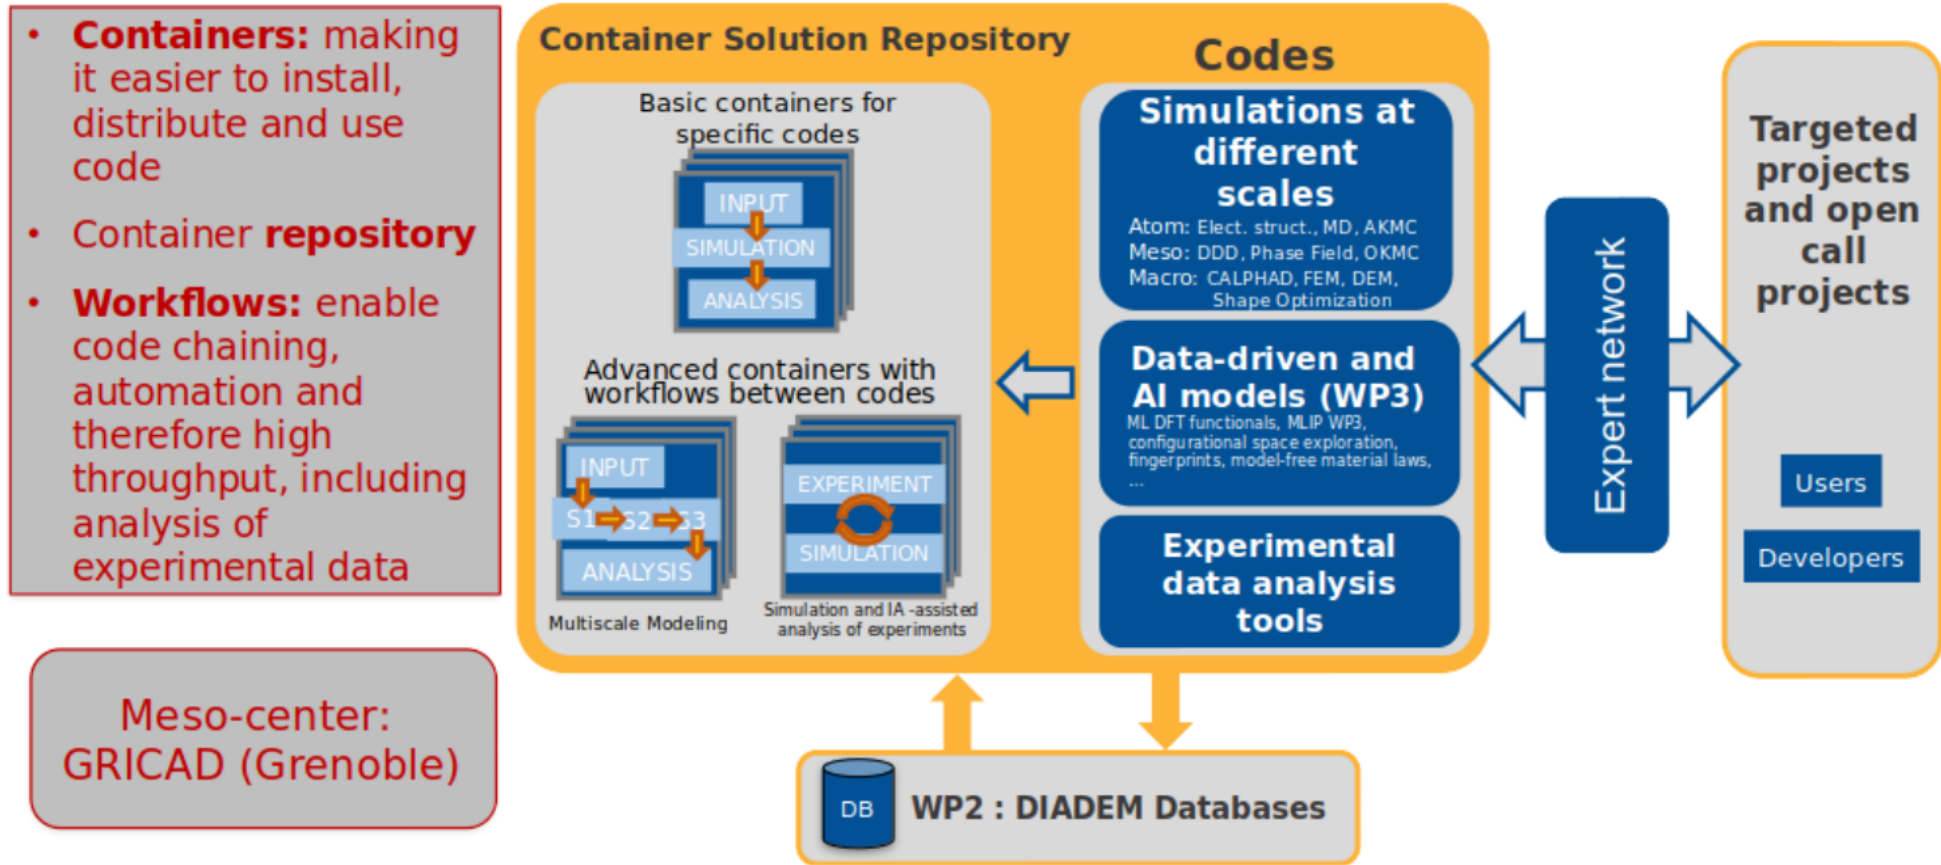 • Containers: making
it easier to install,
distribute and use
code
• Container repository
• Workflows: enable
code chaining,
automation and
therefore high
throughput, including
analysis of
experimental data
Meso-center:
GRICAD (Grenoble)
Container Solution Repository
Basic containers for
specific codes
INPUT
SIMULATION
ANALYSIS
Advanced containers with
workflows between codes
INPUT
S1 S2 S3
ANALYSIS
Multiscale Modeling
EXPERIMENT
SIMULATION
Simulation and IA -assisted
analysis of experiments
Codes
Simulations at
different
scales
Atom: Elect. struct., MD, AKMC
Meso: DDD, Phase Field, OKMC
Macro: CALPHAD, FEM, DEM,
Shape Optimization
Data-driven and
AI models (WP3)
ML DFT functionals, MLIP WP3,
configurational space exploration,
fingerprints, model-free material laws,
...
Experimental
data analysis
tools
Expert network
Targeted
projects
and open
call
projects
Users
Developers
DB
WP2 : DIADEM Databases